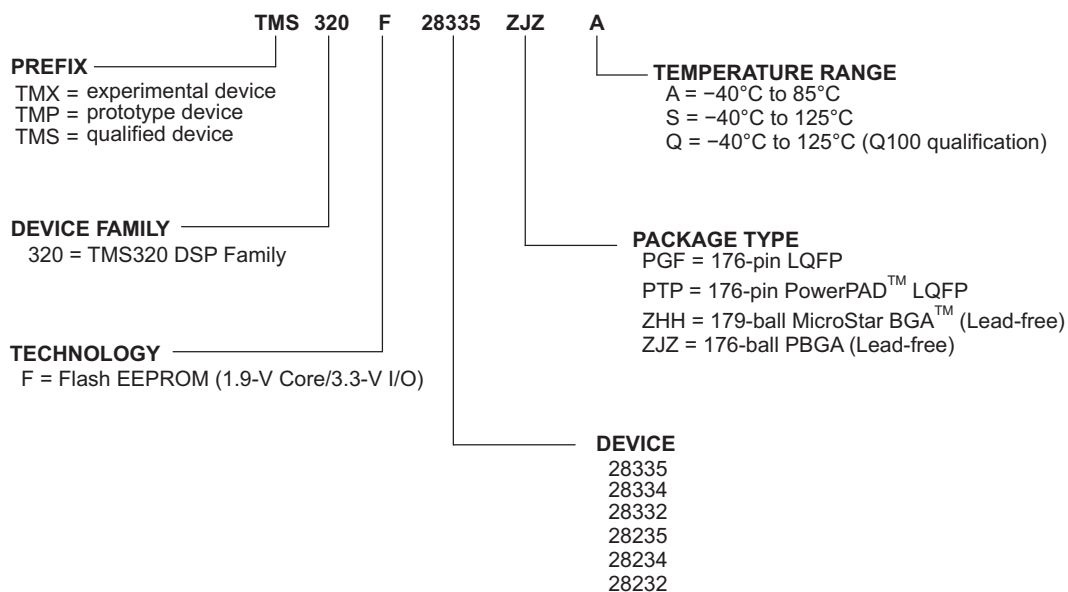 TMS 320 F 28335 ZJZ A
PREFIX
TMX = experimental device
TMP = prototype device
TMS = qualified device
TEMPERATURE RANGE
A = −40°C to 85°C
S = −40°C to 125°C
Q = −40°C to 125°C (Q100 qualification)
DEVICE FAMILY
320 = TMS320 DSP Family
PACKAGE TYPE
PGF = 176-pin LQFP
PTP = 176-pin PowerPAD™ LQFP
ZHH = 179-ball MicroStar BGA™ (Lead-free)
ZJZ = 176-ball PBGA (Lead-free)
TECHNOLOGY
F = Flash EEPROM (1.9-V Core/3.3-V I/O)
DEVICE
28335
28334
28332
28235
28234
28232